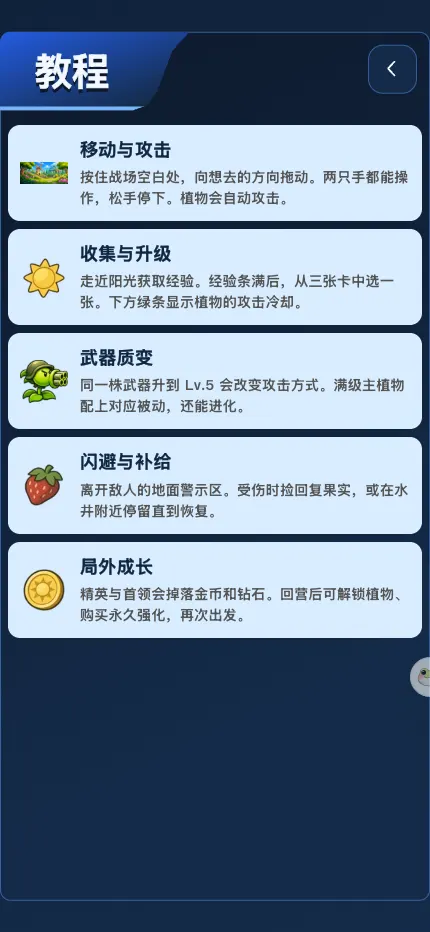 教程
移动与攻击
按住战场空白处，向想去的方向拖动。两只手都能操
作，松手停下。植物会自动攻击。
收集与升级
走近阳光获取经验。经验条满后，从三张卡中选一
张。下方绿条显示植物的攻击冷却。
武器质变
同一株武器升到 Lv.5 会改变攻击方式。满级主植物
配上对应被动，还能进化。
闪避与补给
离开敌人的地面警示区。受伤时捡回复果实，或在水
井附近停留直到恢复。
局外成长
精英与首领会掉落金币和钻石。回营后可解锁植物、
购买永久强化，再次出发。